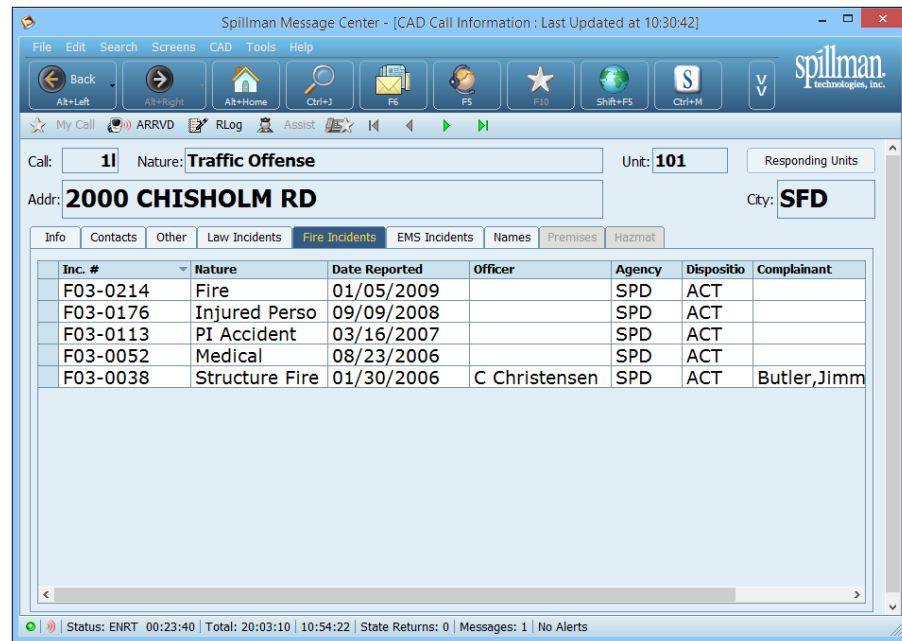 Spillman Message Center - [CAD Call Information : Last Updated at 10:30:42]
File Edit Search Screens CAD Tools Help
Back
Alt+Left Alt+Right Alt+Home Ctrl+J F6 F5 F10 Shift+F5 Ctrl+M
S
V
V
spillman
technologies, inc.
My Call ARRVD RLog Assist
Call: 1l Nature: Traffic Offense Unit: 101 Responding Units
Addr: 2000 CHISHOLM RD City: SFD
Info Contacts Other Law Incidents Fire Incidents EMS Incidents Names Premises Hazmat
Inc. # Nature Date Reported Officer Agency Dispositio Complainant
F03-0214 Fire 01/05/2009 SPD ACT
F03-0176 Injured Perso 09/09/2008 SPD ACT
F03-0113 PI Accident 03/16/2007 SPD ACT
F03-0052 Medical 08/23/2006 SPD ACT
F03-0038 Structure Fire 01/30/2006 C Christensen SPD ACT Butler,Jimm
Status: ENRT 00:23:40 Total: 20:03:10 10:54:22 State Returns: 0 Messages: 1 No Alerts